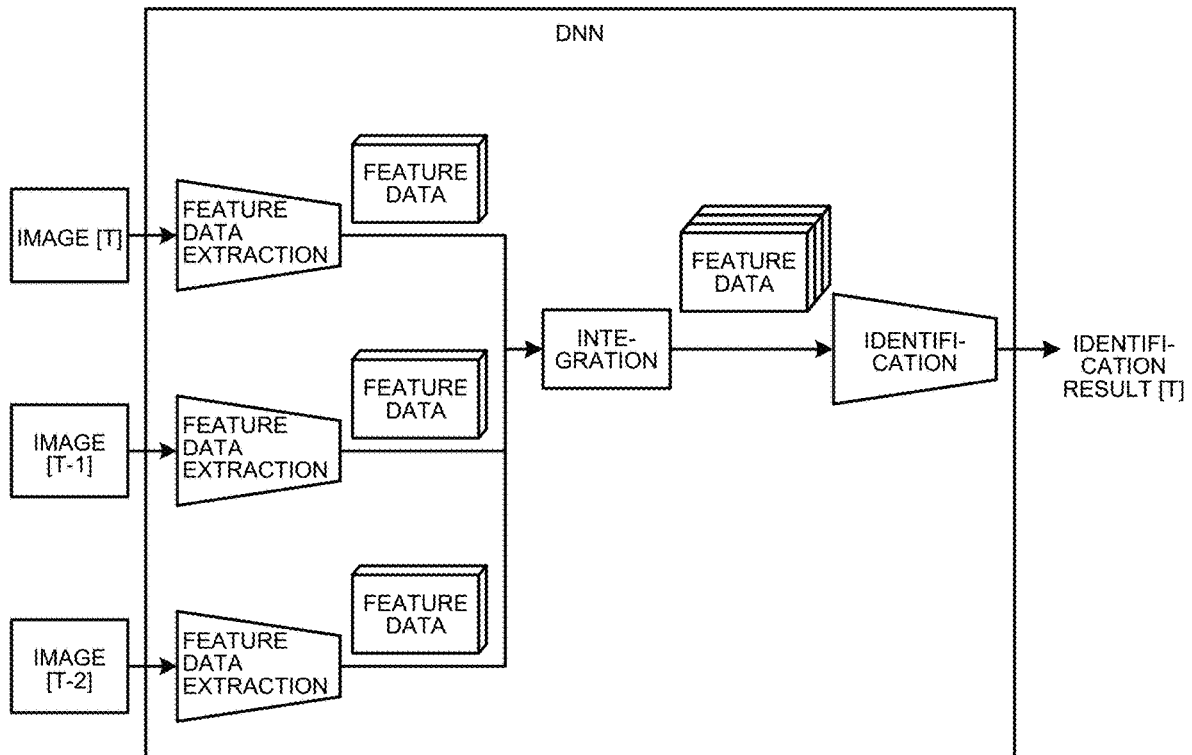 DNN
FEATURE
DATA
IMAGE [T]
FEATURE
DATA
EXTRACTION
FEATURE
DATA
INTE-
GRATION
IDENTIFI-
CATION
IDENTIFI-
CATION
RESULT [T]
FEATURE
DATA
IMAGE
[T-1]
FEATURE
DATA
EXTRACTION
FEATURE
DATA
IMAGE
[T-2]
FEATURE
DATA
EXTRACTION